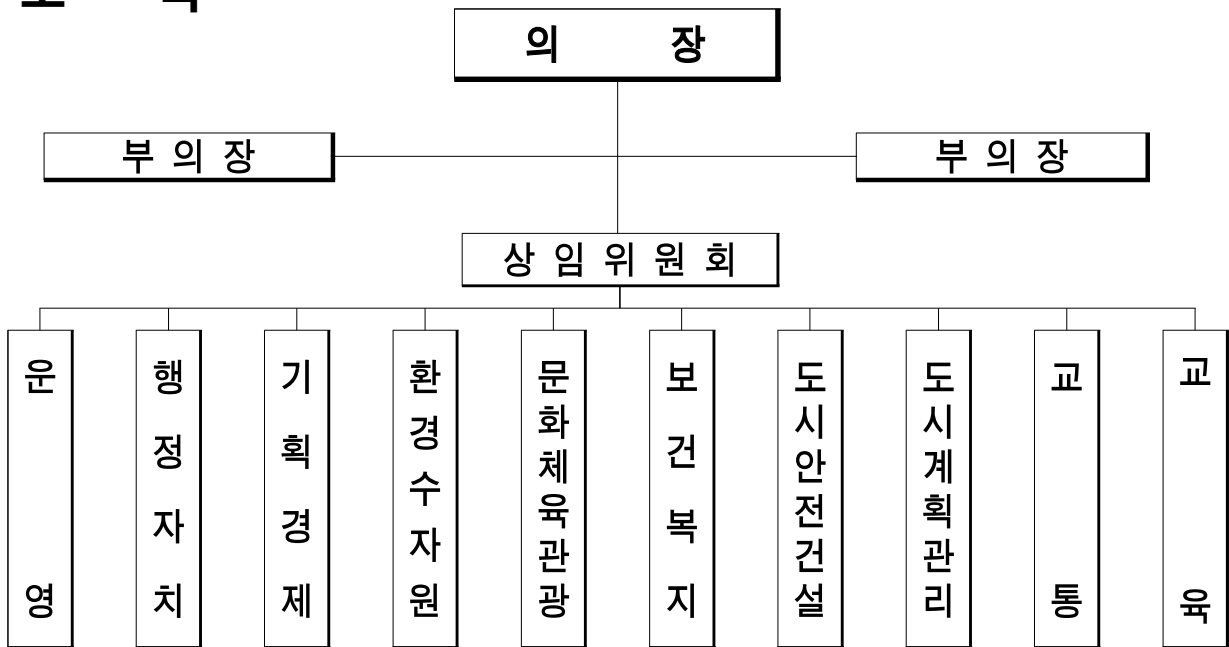 의 장
부 의 장
부 의 장
상 임 위 원 회
운영
행정자치
기획경제
환경수자원
문화체육관광
보건복지
도시안전건설
도시계획관리
교통
교육